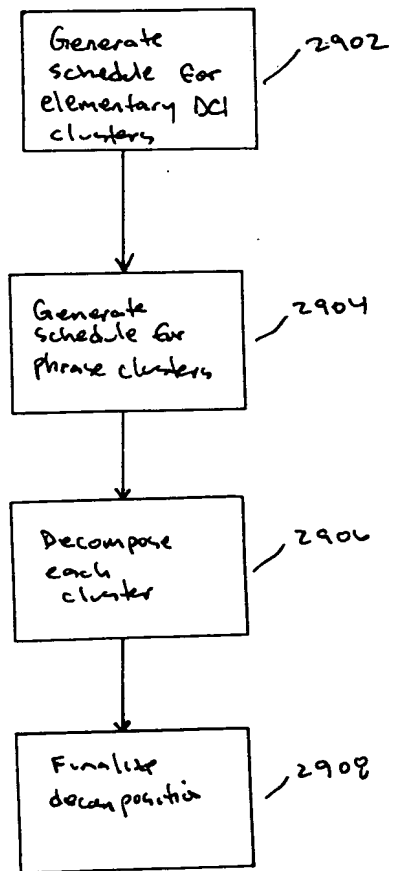 Generate
schedule for
elementary DCI
clusters
2902
Generate
schedule for
phrase clusters
2904
Decompose
each
cluster
2906
Finalize
decomposition
2908